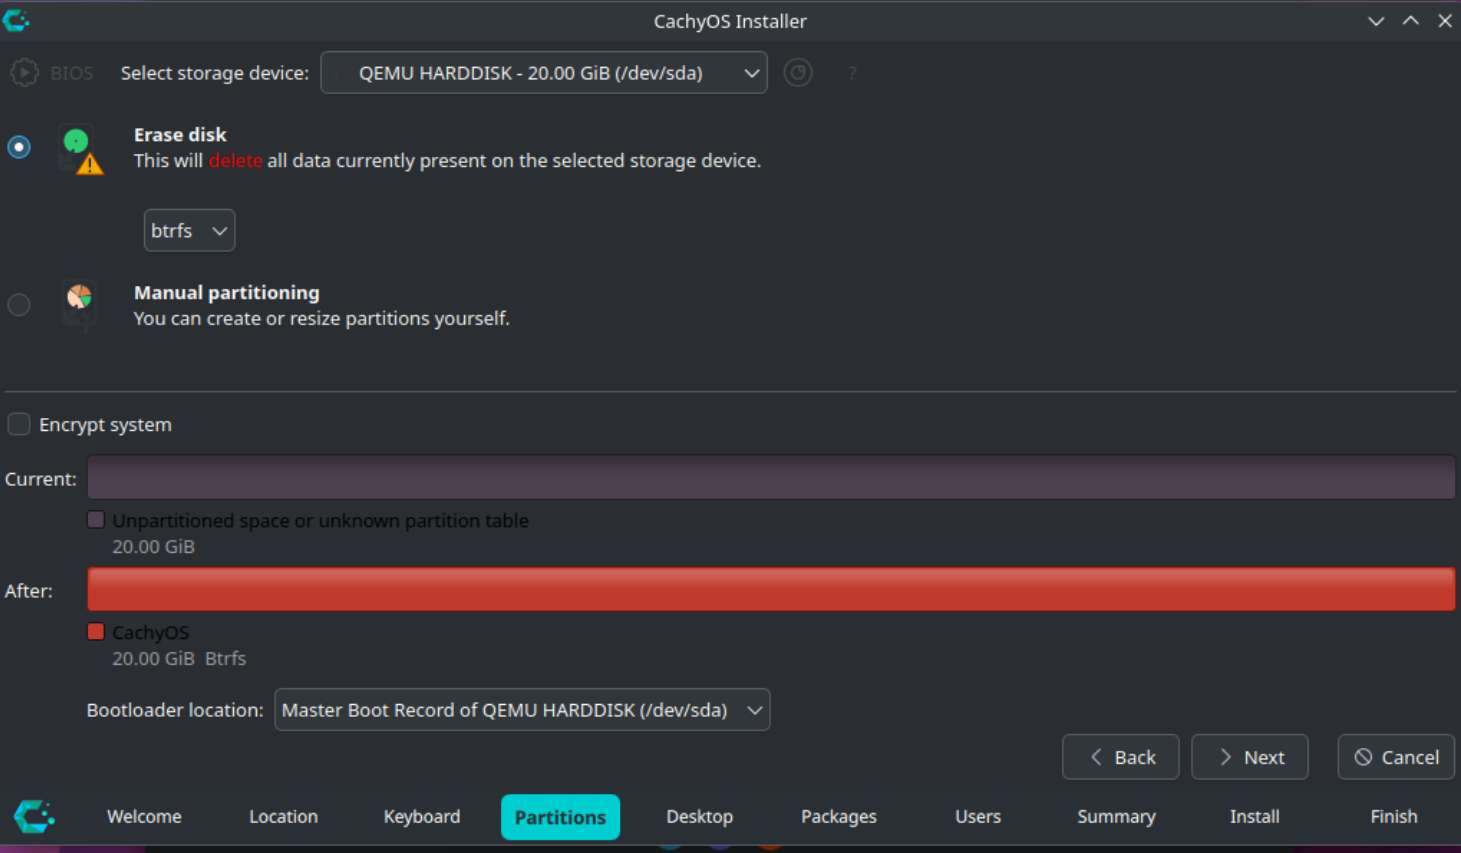 CachyOS Installer
BIOS
Select storage device:
QEMU HARDDISK - 20.00 GiB (/dev/sda)
?
Erase disk
This will delete all data currently present on the selected storage device.
btrfs
Manual partitioning
You can create or resize partitions yourself.
Encrypt system
Current:
Unpartitioned space or unknown partition table
20.00 GiB
After:
CachyOS
20.00 GiB Btrfs
Bootloader location:
Master Boot Record of QEMU HARDDISK (/dev/sda)
Back
Next
Cancel
Welcome
Location
Keyboard
Partitions
Desktop
Packages
Users
Summary
Install
Finish